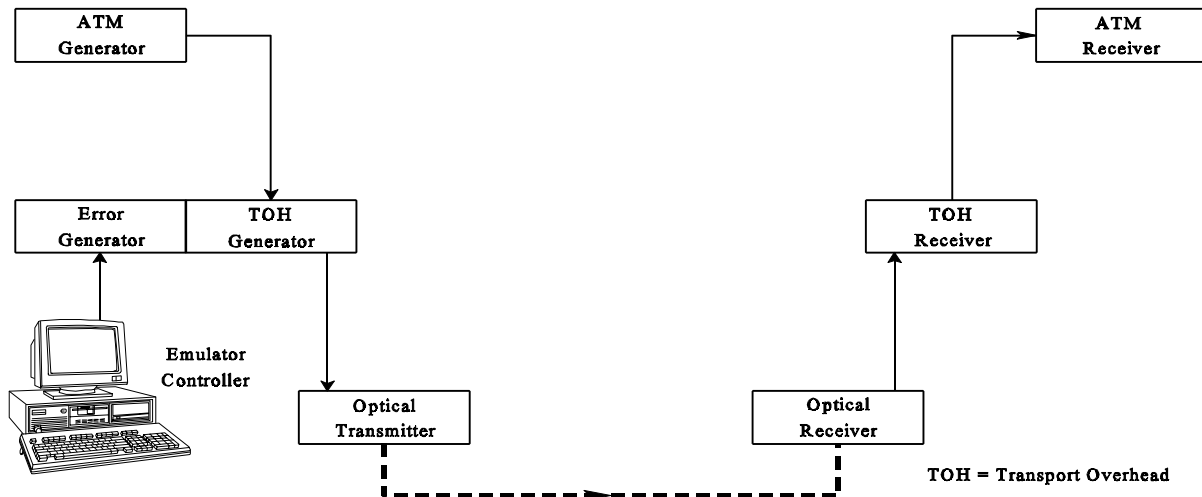 ATM
Generator
ATM
Receiver
Error
Generator
TOH
Generator
TOH
Receiver
Emulator
Controller
Optical
Transmitter
Optical
Receiver
TOH = Transport Overhead